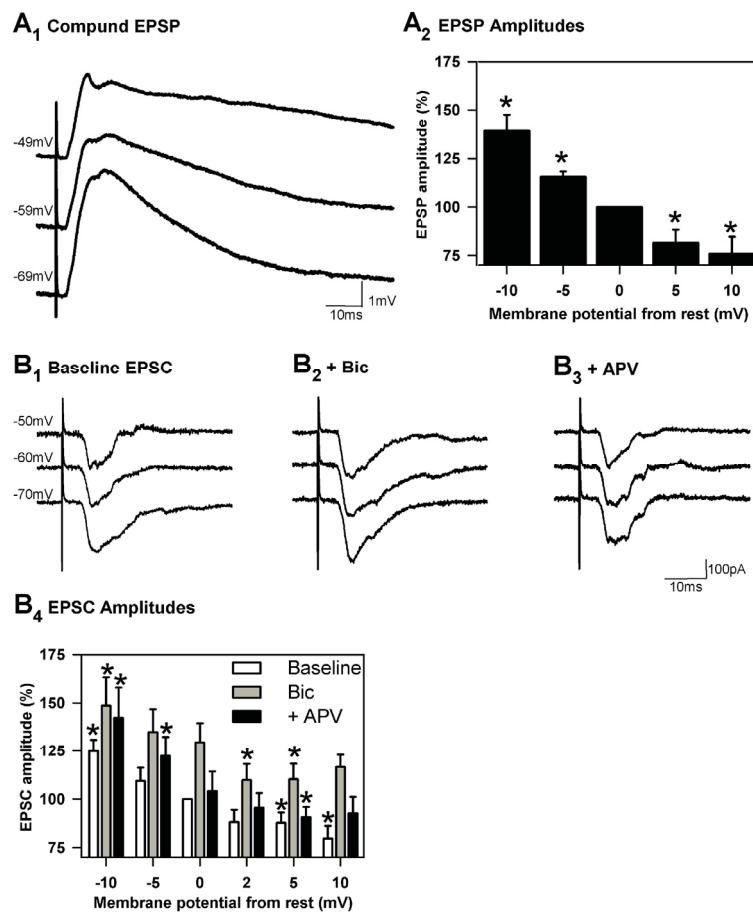 A1 Compund EPSP
-49mV
-59mV
-69mV
10ms
1mV
A2 EPSP Amplitudes
EPSP amplitude (%)
175
150
125
100
75
*
*
*
*
-10 -5 0 5 10
Membrane potential from rest (mV)
B1 Baseline EPSC
-50mV
-60mV
-70mV
B2 + Bic
B3 + APV
100pA
10ms
B4 EPSC Amplitudes
EPSC amplitude (%)
175
150
125
100
75
Baseline
Bic
+ APV
* * *
*
* * *
* *
-10 -5 0 2 5 10
Membrane potential from rest (mV)